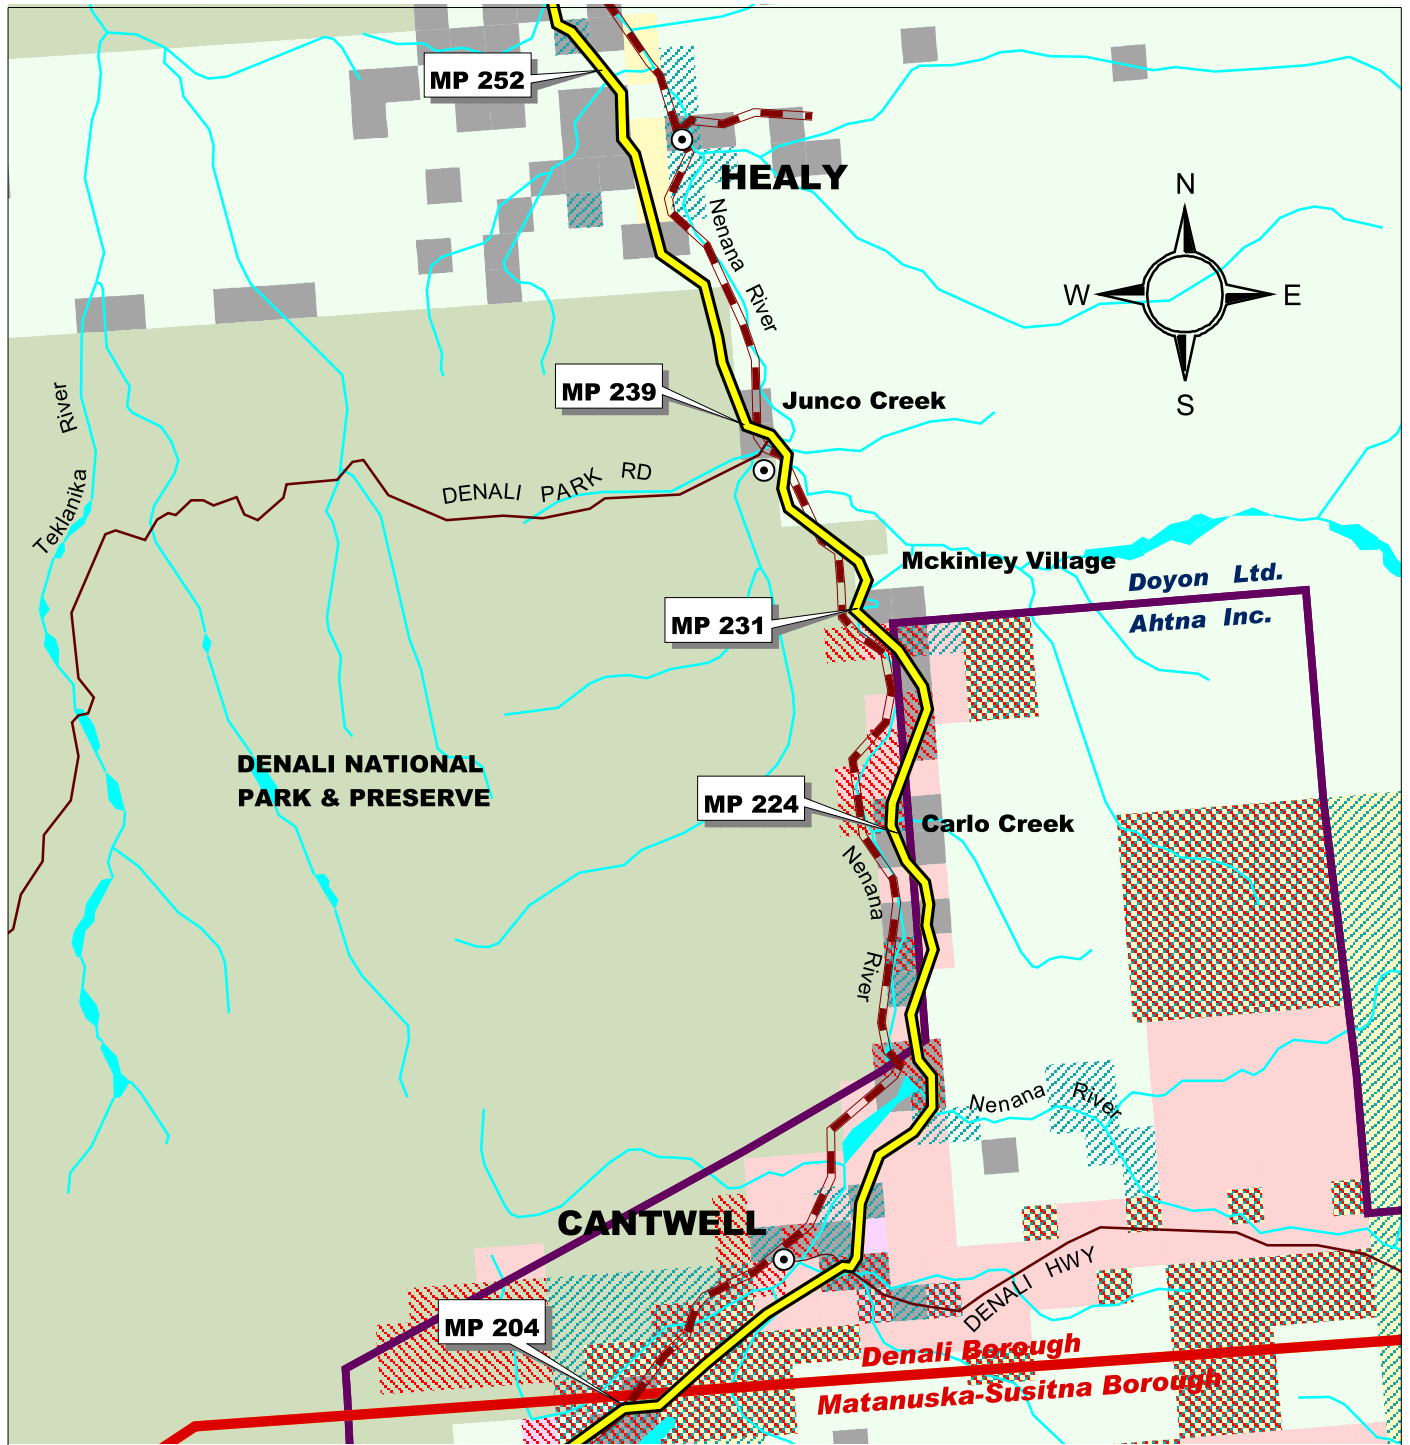 MP 252
HEALY
N
Nenana River
W
E
MP 239
Junco Creek
S
Teklanika River
DENALI PARK RD
Mckinley Village
Doyon Ltd.
Ahtna Inc.
MP 231
DENALI NATIONAL
PARK & PRESERVE
MP 224
Carlo Creek
Nenana River
Nenana River
CANTWELL
DENALI HWY
MP 204
Denali Borough
Matanuska-Susitna Borough